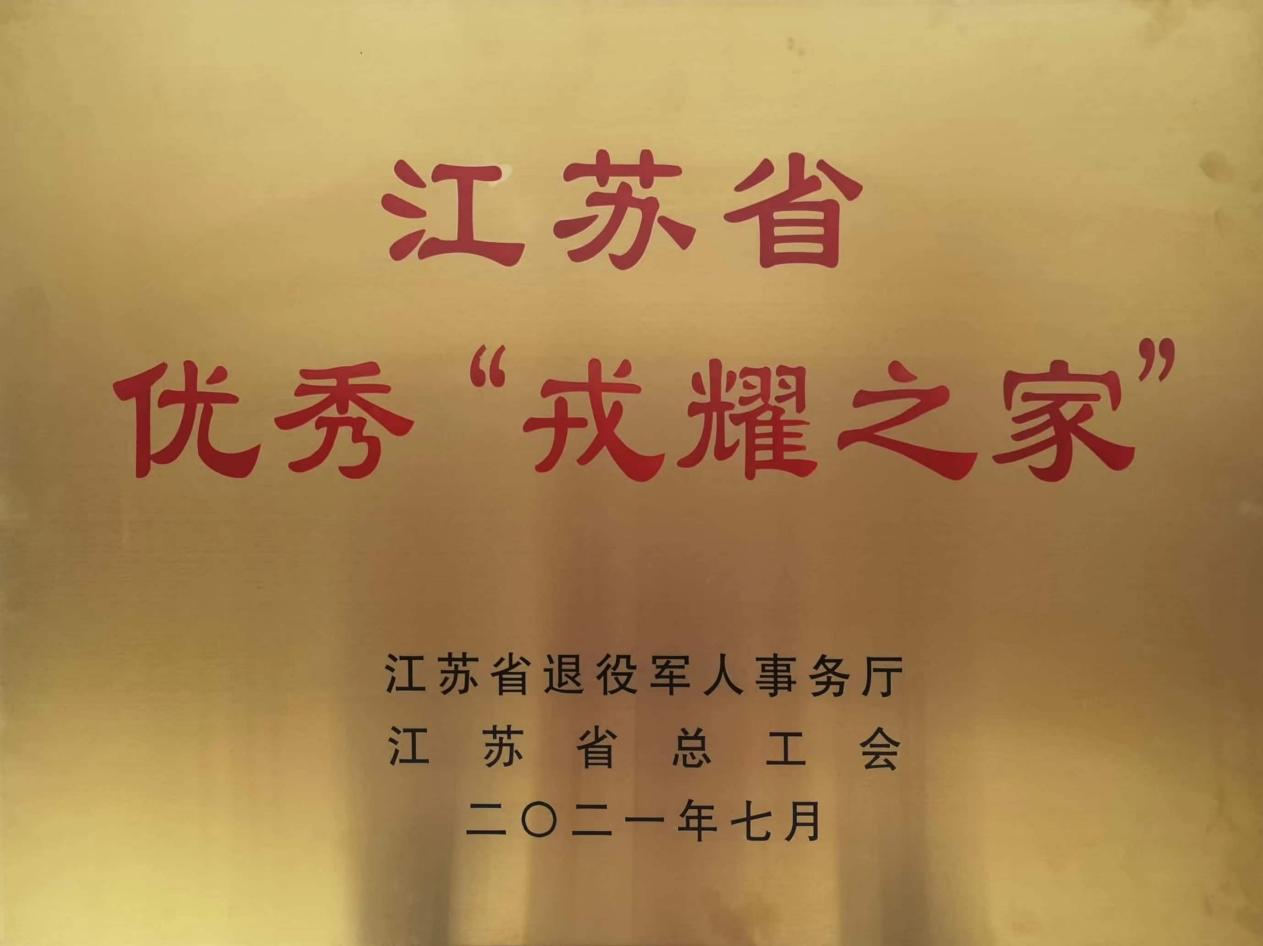 江苏省
优秀“戎耀之家”
江苏省退役军人事务厅
江苏省总工会
二〇二一年七月